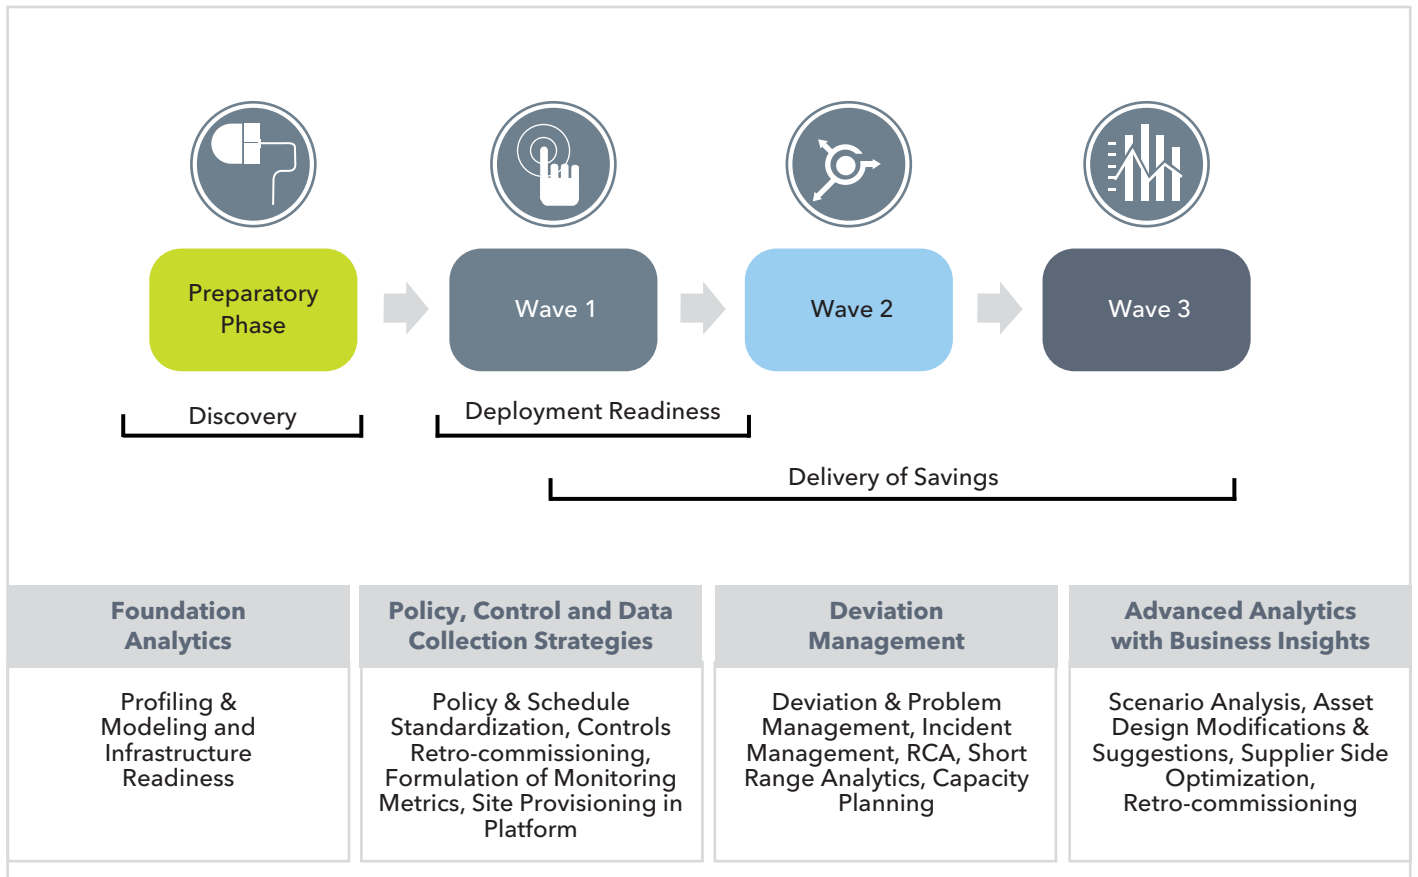 Preparatory
Phase
Wave 1
Wave 2
Wave 3
Discovery
Deployment Readiness
Delivery of Savings
Foundation
Analytics
Profiling &
Modeling and
Infrastructure
Readiness
Policy, Control and Data
Collection Strategies
Policy & Schedule
Standardization, Controls
Retro-commissioning,
Formulation of Monitoring
Metrics, Site Provisioning in
Platform
Deviation
Management
Deviation & Problem
Management, Incident
Management, RCA, Short
Range Analytics, Capacity
Planning
Advanced Analytics
with Business Insights
Scenario Analysis, Asset
Design Modifications &
Suggestions, Supplier Side
Optimization,
Retro-commissioning